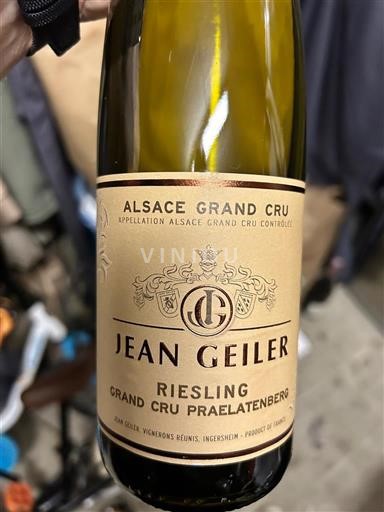 ALSACE GRAND CRU
APPELLATION ALSACE GRAND CRU CONTRÔLÉE
VINIVU
JG
JEAN GEILER
RIESLING
GRAND CRU PRAELATENBERG
JEAN GEILER, VIGNERONS RÉUNIS, INGERSHEIM - PRODUCT OF FRANCE